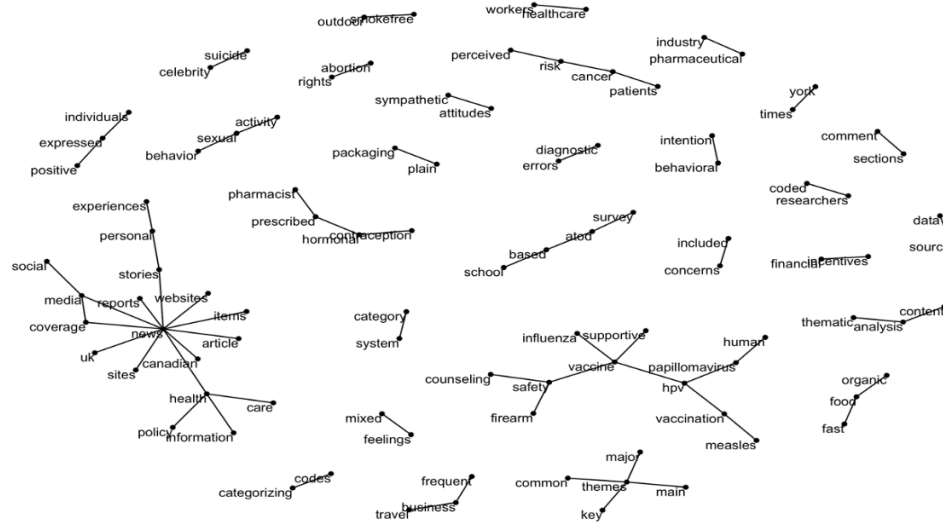 outdoor smokefree
workers healthcare
suicide
celebrity
abortion
rights
perceived
risk
cancer
patients
industry
pharmaceutical
individuals
expressed
positive
activity
sexual
behavior
sympathetic
attitudes
york
times
packaging
plain
diagnostic
errors
intention
behavioral
comment
sections
experiences
personal
stories
pharmacist
prescribed
hormonal
contraception
survey
atod
based
school
coded
researchers
included
concerns
data
sourc
financial incentives
social
media
coverage
reports
websites
items
news
article
uk
sites
canadian
health
care
policy
information
category
system
influenza
supportive
vaccine
counseling
safety
firearm
human
papillomavirus
hpv
vaccination
measles
thematic
analysis
content
organic
food
fast
mixed
feelings
codes
categorizing
frequent
business
travel
major
common
themes
main
key